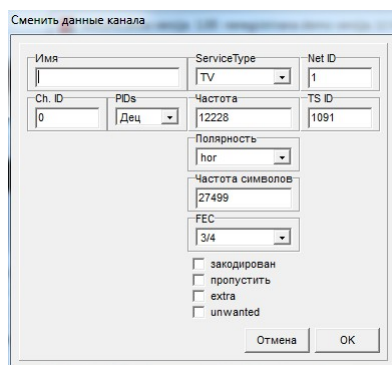 Сменить данные канала
Имя ServiceType Net ID
TV 1
Ch. ID PIDs Частота TS ID
0 Дец 12228 1091
Полярность
hor
Частота символов
27499
FEC
3/4
закодирован
пропустить
extra
unwanted
Отмена OK